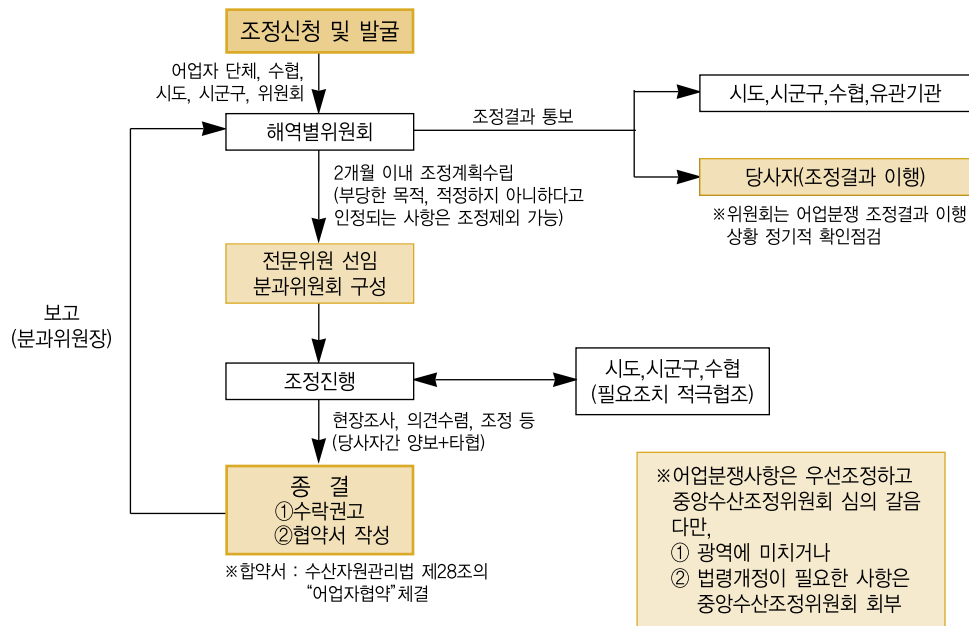 조정신청 및 발굴
어업자 단체, 수협,
시도, 시군구, 위원회
해역별위원회
조정결과 통보
시도,시군구,수협,유관기관
당사자(조정결과 이행)
※위원회는 어업분쟁 조정결과 이행
상황 정기적 확인점검
2개월 이내 조정계획수립
(부당한 목적, 적정하지 아니하다고
인정되는 사항은 조정제외 가능)
전문위원 선임
분과위원회 구성
보고
(분과위원장)
조정진행
시도,시군구,수협
(필요조치 적극협조)
현장조사, 의견수렴, 조정 등
(당사자간 양보+타협)
종 결
①수락권고
②협약서 작성
※합약서 : 수산자원관리법 제28조의
“어업자협약”체결
※어업분쟁사항은 우선조정하고
중앙수산조정위원회 심의 갈음
다만,
① 광역에 미치거나
② 법령개정이 필요한 사항은
중앙수산조정위원회 회부